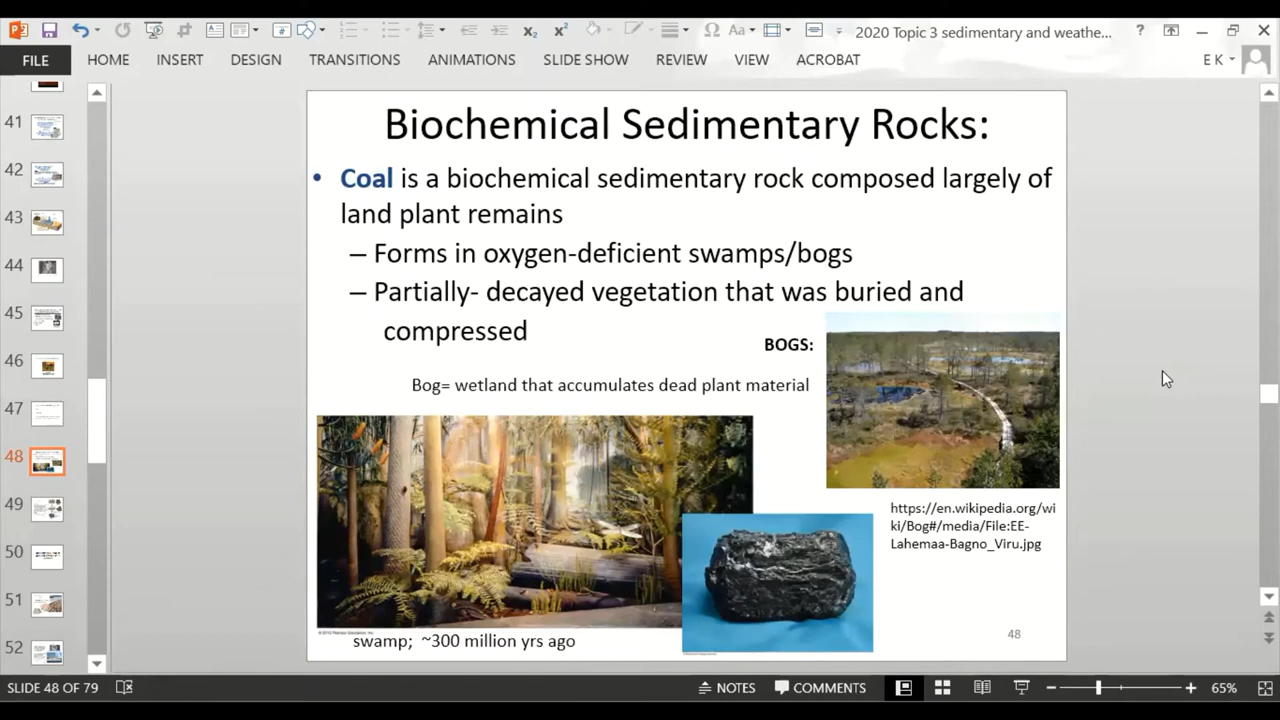 2020 Topic 3 sedimentary and weathe...
FILE HOME INSERT DESIGN TRANSITIONS ANIMATIONS SLIDE SHOW REVIEW VIEW ACROBAT E K
41
42
43
44
45
46
47
48
49
50
51
52
Biochemical Sedimentary Rocks:
• Coal is a biochemical sedimentary rock composed largely of
land plant remains
– Forms in oxygen-deficient swamps/bogs
– Partially- decayed vegetation that was buried and
compressed
BOGS:
Bog= wetland that accumulates dead plant material
https://en.wikipedia.org/wi
ki/Bog#/media/File:EE-
Lahemaa-Bagno_Viru.jpg
swamp; ~300 million yrs ago
48
SLIDE 48 OF 79 NOTES COMMENTS 65%